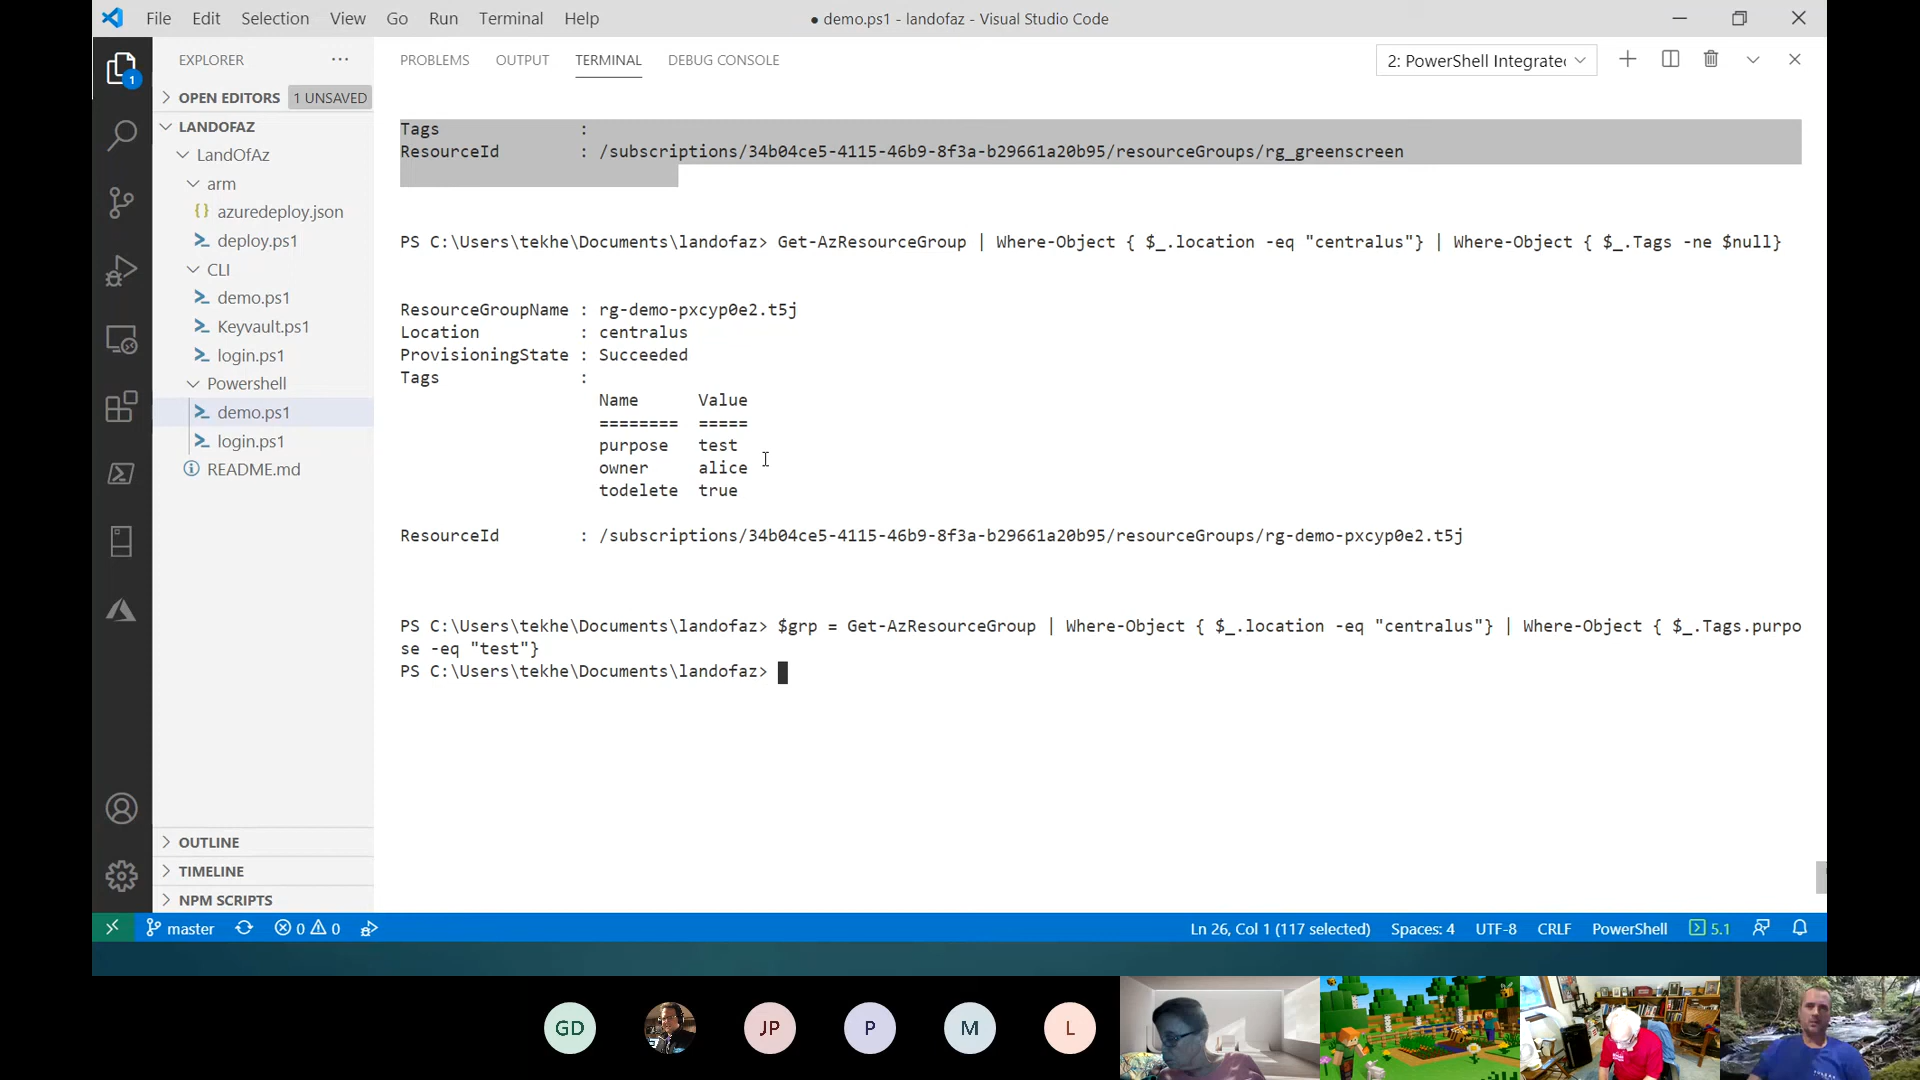 File Edit Selection View Go Run Terminal Help
● demo.ps1 - landofaz - Visual Studio Code
EXPLORER
1
OPEN EDITORS 1 UNSAVED
LANDOFAZ
LandOfAz
arm
azuredeploy.json
deploy.ps1
CLI
demo.ps1
Keyvault.ps1
login.ps1
Powershell
demo.ps1
login.ps1
README.md
OUTLINE
TIMELINE
NPM SCRIPTS
PROBLEMS OUTPUT TERMINAL DEBUG CONSOLE
2: PowerShell Integrate
Tags :
ResourceId : /subscriptions/34b04ce5-4115-46b9-8f3a-b29661a20b95/resourceGroups/rg_greenscreen
PS C:\Users\tekhe\Documents\landofaz> Get-AzResourceGroup | Where-Object { $_.location -eq "centralus"} | Where-Object { $_.Tags -ne $null}
ResourceGroupName : rg-demo-pxcyp0e2.t5j
Location : centralus
ProvisioningState : Succeeded
Tags :
Name Value
======== =====
purpose test
owner alice
todelete true
ResourceId : /subscriptions/34b04ce5-4115-46b9-8f3a-b29661a20b95/resourceGroups/rg-demo-pxcyp0e2.t5j
PS C:\Users\tekhe\Documents\landofaz> $grp = Get-AzResourceGroup | Where-Object { $_.location -eq "centralus"} | Where-Object { $_.Tags.purpo
se -eq "test"}
PS C:\Users\tekhe\Documents\landofaz>
master 0 0
Ln 26, Col 1 (117 selected) Spaces: 4 UTF-8 CRLF PowerShell 5.1
GD JP P M L